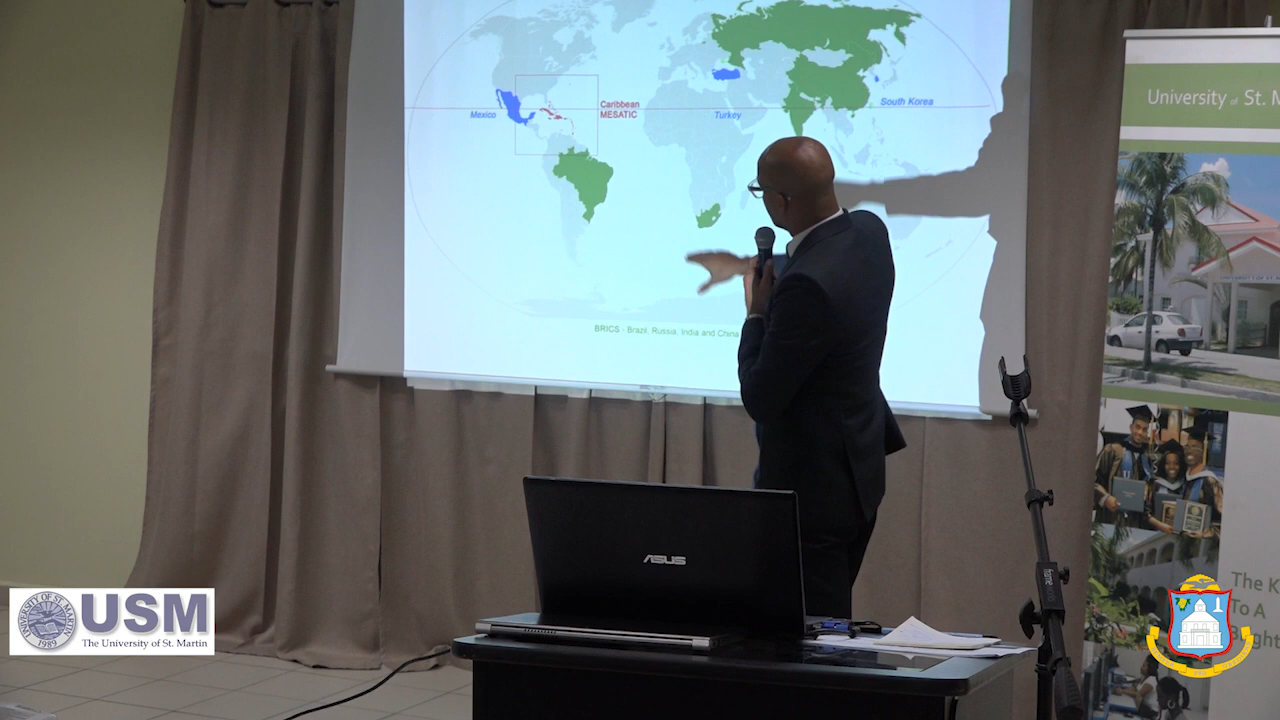 Caribbean
MESATIC
Mexico
Turkey
South Korea
BRICS - Brazil, Russia, India and China
University of St. M
ASUS
The K
To A
UNIVERSITY OF ST. MARTIN
1989
USM
The University of St. Martin